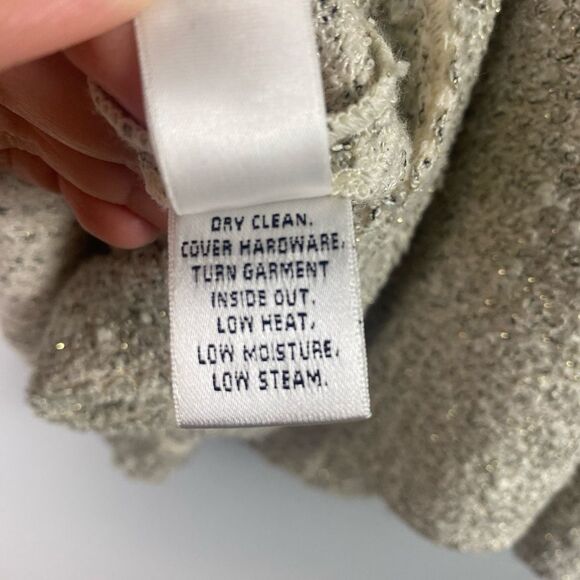 DRY CLEAN.
COVER HARDWARE.
TURN GARMENT
INSIDE OUT.
LOW HEAT.
LOW MOISTURE.
LOW STEAM.